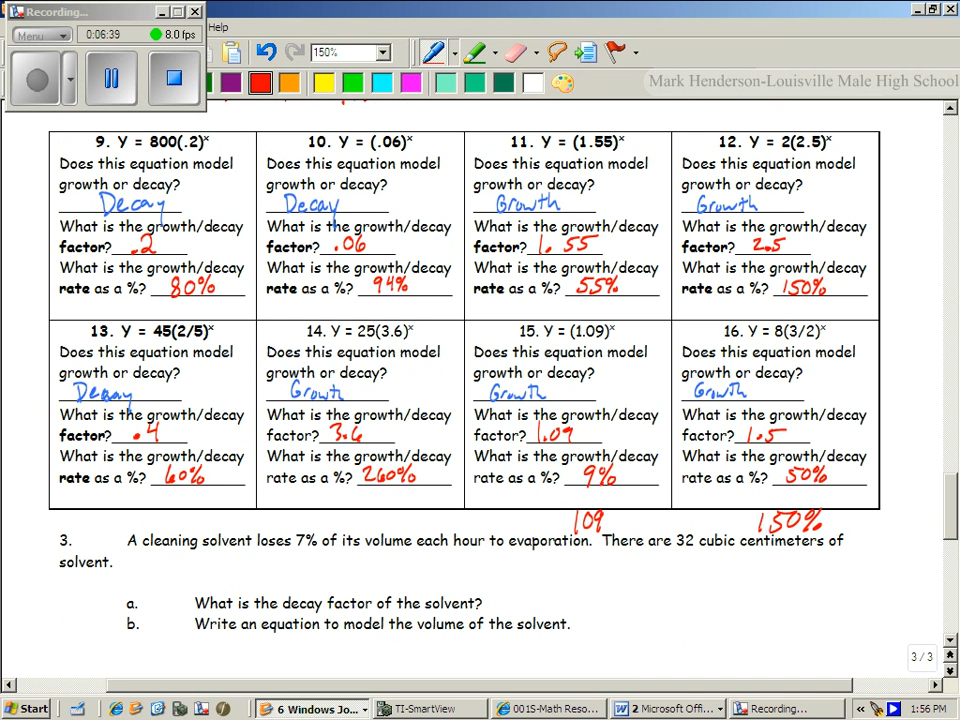 Recording...
Menu
0:06:39
8.0 fps
Help
150%
Mark Henderson-Louisville Male High School
9. Y = 800(.2)ˣ
Does this equation model
growth or decay?
Decay
What is the growth/decay
factor? .2
What is the growth/decay
rate as a %? 80%
10. Y = (.06)ˣ
Does this equation model
growth or decay?
Decay
What is the growth/decay
factor? .06
What is the growth/decay
rate as a %? 94%
11. Y = (1.55)ˣ
Does this equation model
growth or decay?
Growth
What is the growth/decay
factor? 1.55
What is the growth/decay
rate as a %? 55%
12. Y = 2(2.5)ˣ
Does this equation model
growth or decay?
Growth
What is the growth/decay
factor? 2.5
What is the growth/decay
rate as a %? 150%
13. Y = 45(2/5)ˣ
Does this equation model
growth or decay?
Decay
What is the growth/decay
factor? .4
What is the growth/decay
rate as a %? 60%
14. Y = 25(3.6)ˣ
Does this equation model
growth or decay?
Growth
What is the growth/decay
factor? 3.6
What is the growth/decay
rate as a %? 260%
15. Y = (1.09)ˣ
Does this equation model
growth or decay?
Growth
What is the growth/decay
factor? 1.09
What is the growth/decay
rate as a %? 9%
16. Y = 8(3/2)ˣ
Does this equation model
growth or decay?
Growth
What is the growth/decay
factor? 1.5
What is the growth/decay
rate as a %? 50%
109
150%
3. A cleaning solvent loses 7% of its volume each hour to evaporation. There are 32 cubic centimeters of
solvent.
a. What is the decay factor of the solvent?
b. Write an equation to model the volume of the solvent.
3 / 3
Start
6 Windows Jo...
TI-SmartView
001S-Math Reso...
2 Microsoft Offi...
Recording...
1:56 PM